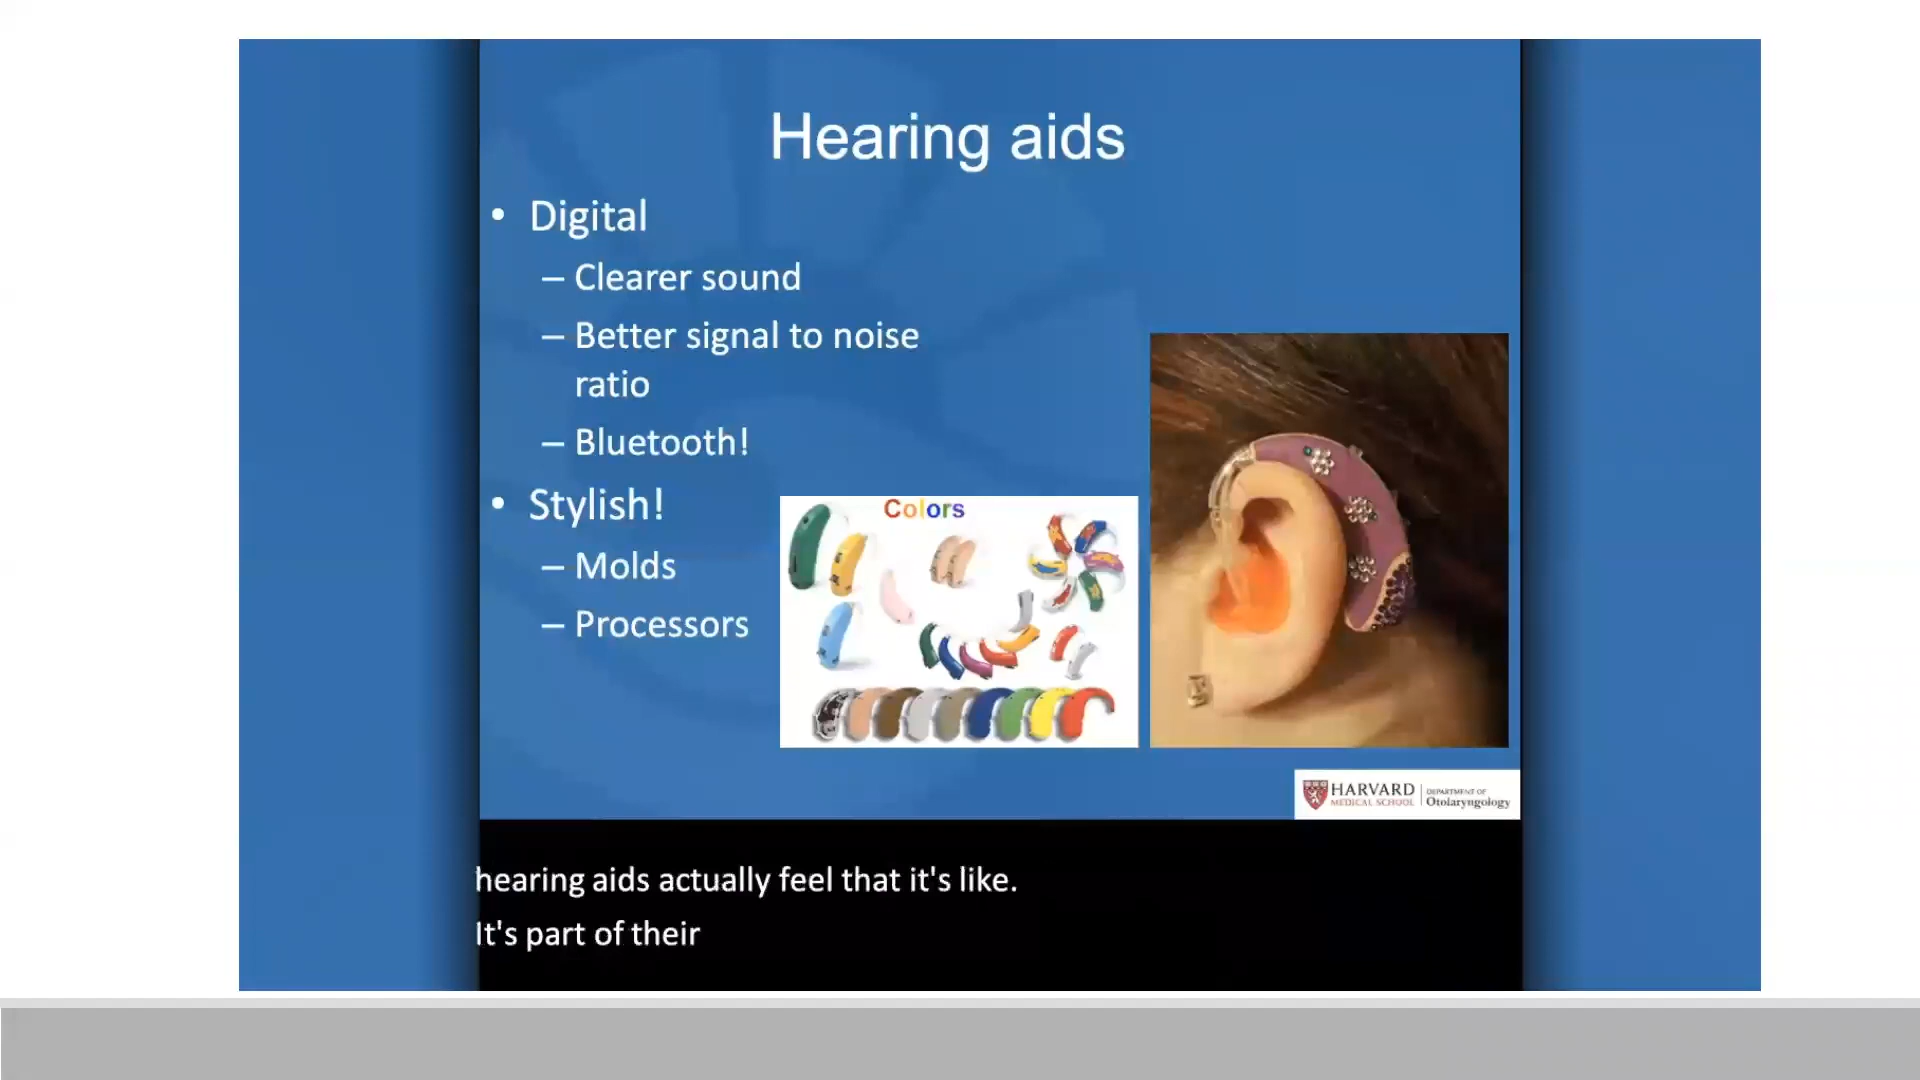 Hearing aids
• Digital
– Clearer sound
– Better signal to noise
ratio
– Bluetooth!
• Stylish!
– Molds
– Processors
Colors
HARVARD
MEDICAL SCHOOL
DEPARTMENT OF
Otolaryngology
hearing aids actually feel that it's like.
It's part of their